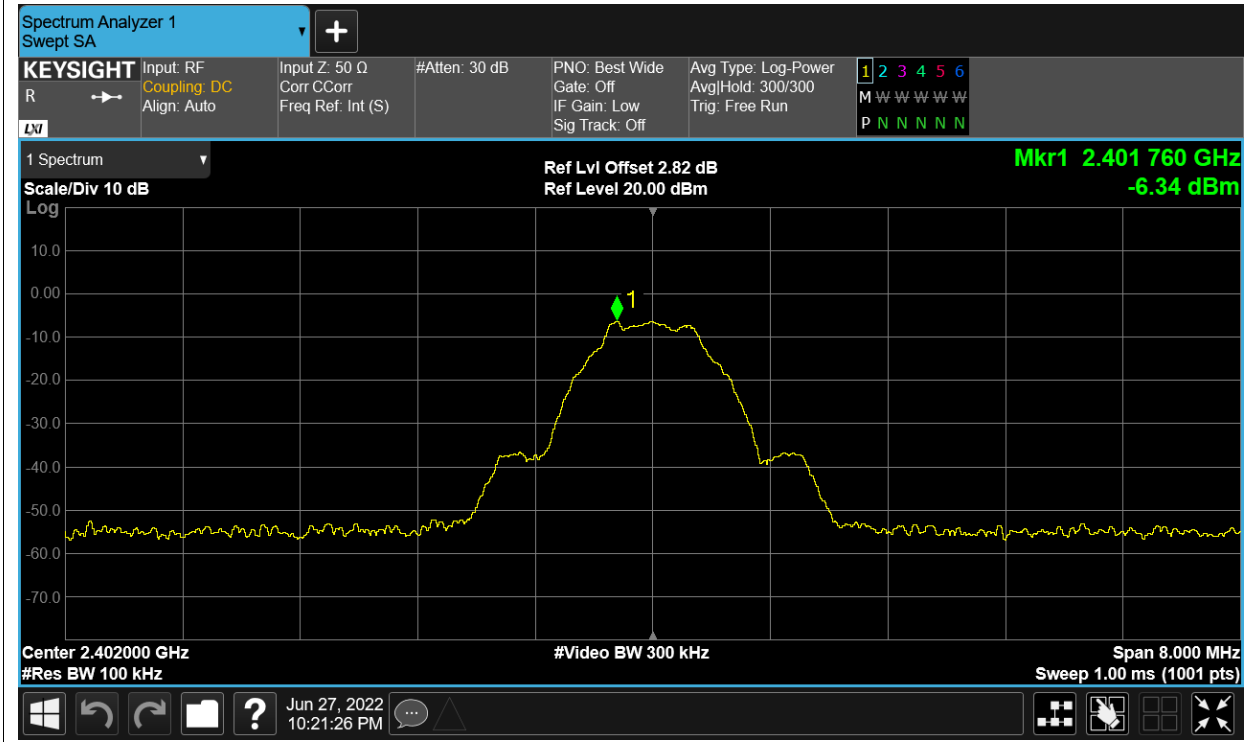 Spectrum Analyzer 1
Swept SA
KEYSIGHT
R
LXI
Input: RF
Coupling: DC
Align: Auto
Input Z: 50 Ω
Corr CCorr
Freq Ref: Int (S)
#Atten: 30 dB
PNO: Best Wide
Gate: Off
IF Gain: Low
Sig Track: Off
Avg Type: Log-Power
Avg|Hold: 300/300
Trig: Free Run
1 2 3 4 5 6
M W W W W W
P N N N N N
1 Spectrum
Scale/Div 10 dB
Log
Ref Lvl Offset 2.82 dB
Ref Level 20.00 dBm
Mkr1 2.401 760 GHz
-6.34 dBm
10.0
0.00
-10.0
-20.0
-30.0
-40.0
-50.0
-60.0
-70.0
1
Center 2.402000 GHz
#Res BW 100 kHz
#Video BW 300 kHz
Span 8.000 MHz
Sweep 1.00 ms (1001 pts)
?
Jun 27, 2022
10:21:26 PM